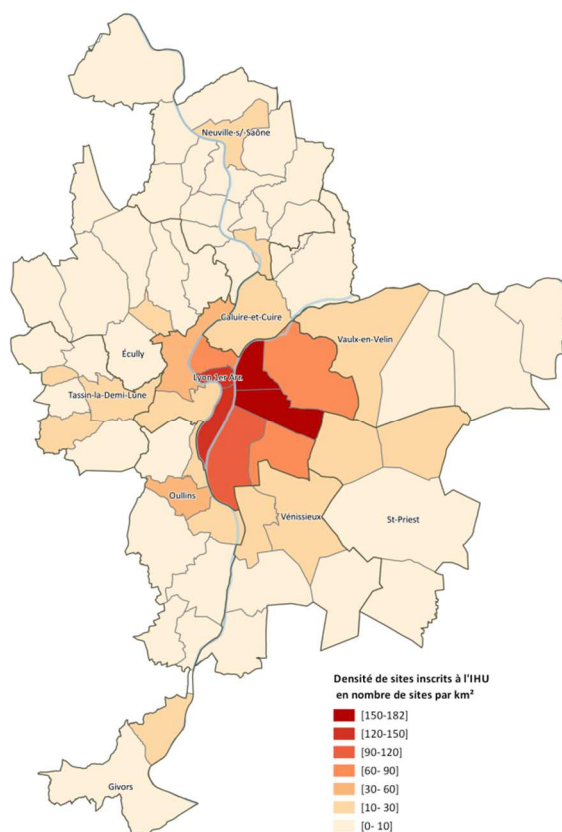 Neuville-s/-Saône
Caluire-et-Cuire
Vaulx-en-Velin
Écully
Lyon 1er Arr.
Tassin-la-Demi-Lune
Oullins
Vénissieux
St-Priest
Givors
Densité de sites inscrits à l'IHU
en nombre de sites par km²
[150-182]
[120-150]
[90-120]
[60- 90]
[30- 60]
[10- 30]
[0- 10]